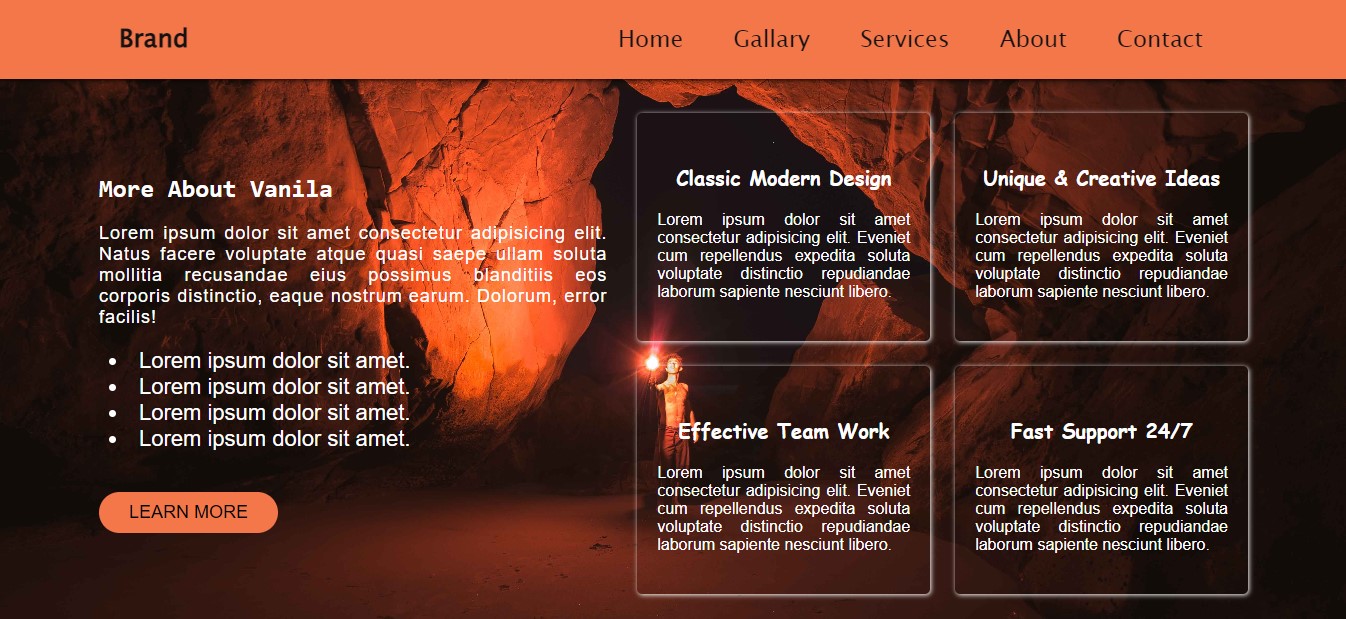 Brand
Home Gallary Services About Contact
More About Vanila
Lorem ipsum dolor sit amet consectetur adipisicing elit.
Natus facere voluptate atque quasi saepe ullam soluta
mollitia recusandae eius possimus blanditiis eos
corporis distinctio, eaque nostrum earum. Dolorum, error
facilis!
Lorem ipsum dolor sit amet.
Lorem ipsum dolor sit amet.
Lorem ipsum dolor sit amet.
Lorem ipsum dolor sit amet.
LEARN MORE
Classic Modern Design
Lorem ipsum dolor sit amet
consectetur adipisicing elit. Eveniet
cum repellendus expedita soluta
voluptate distinctio repudiandae
laborum sapiente nesciunt libero.
Unique & Creative Ideas
Lorem ipsum dolor sit amet
consectetur adipisicing elit. Eveniet
cum repellendus expedita soluta
voluptate distinctio repudiandae
laborum sapiente nesciunt libero.
Effective Team Work
Lorem ipsum dolor sit amet
consectetur adipisicing elit. Eveniet
cum repellendus expedita soluta
voluptate distinctio repudiandae
laborum sapiente nesciunt libero.
Fast Support 24/7
Lorem ipsum dolor sit amet
consectetur adipisicing elit. Eveniet
cum repellendus expedita soluta
voluptate distinctio repudiandae
laborum sapiente nesciunt libero.